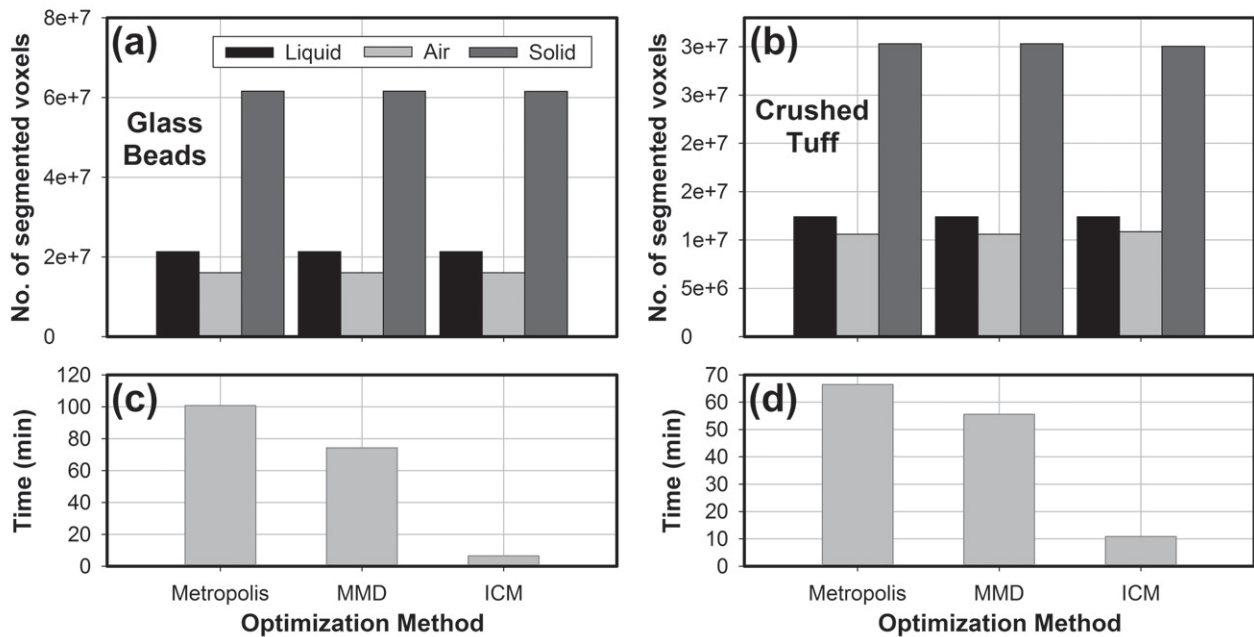 (a)
Liquid Air Solid
Glass
Beads
No. of segmented voxels
8e+7
6e+7
4e+7
2e+7
0
(b)
Crushed
Tuff
No. of segmented voxels
3e+7
3e+7
2e+7
2e+7
1e+7
5e+6
0
(c)
Time (min)
120
100
80
60
40
20
0
Metropolis MMD ICM
Optimization Method
(d)
Time (min)
70
60
50
40
30
20
10
0
Metropolis MMD ICM
Optimization Method